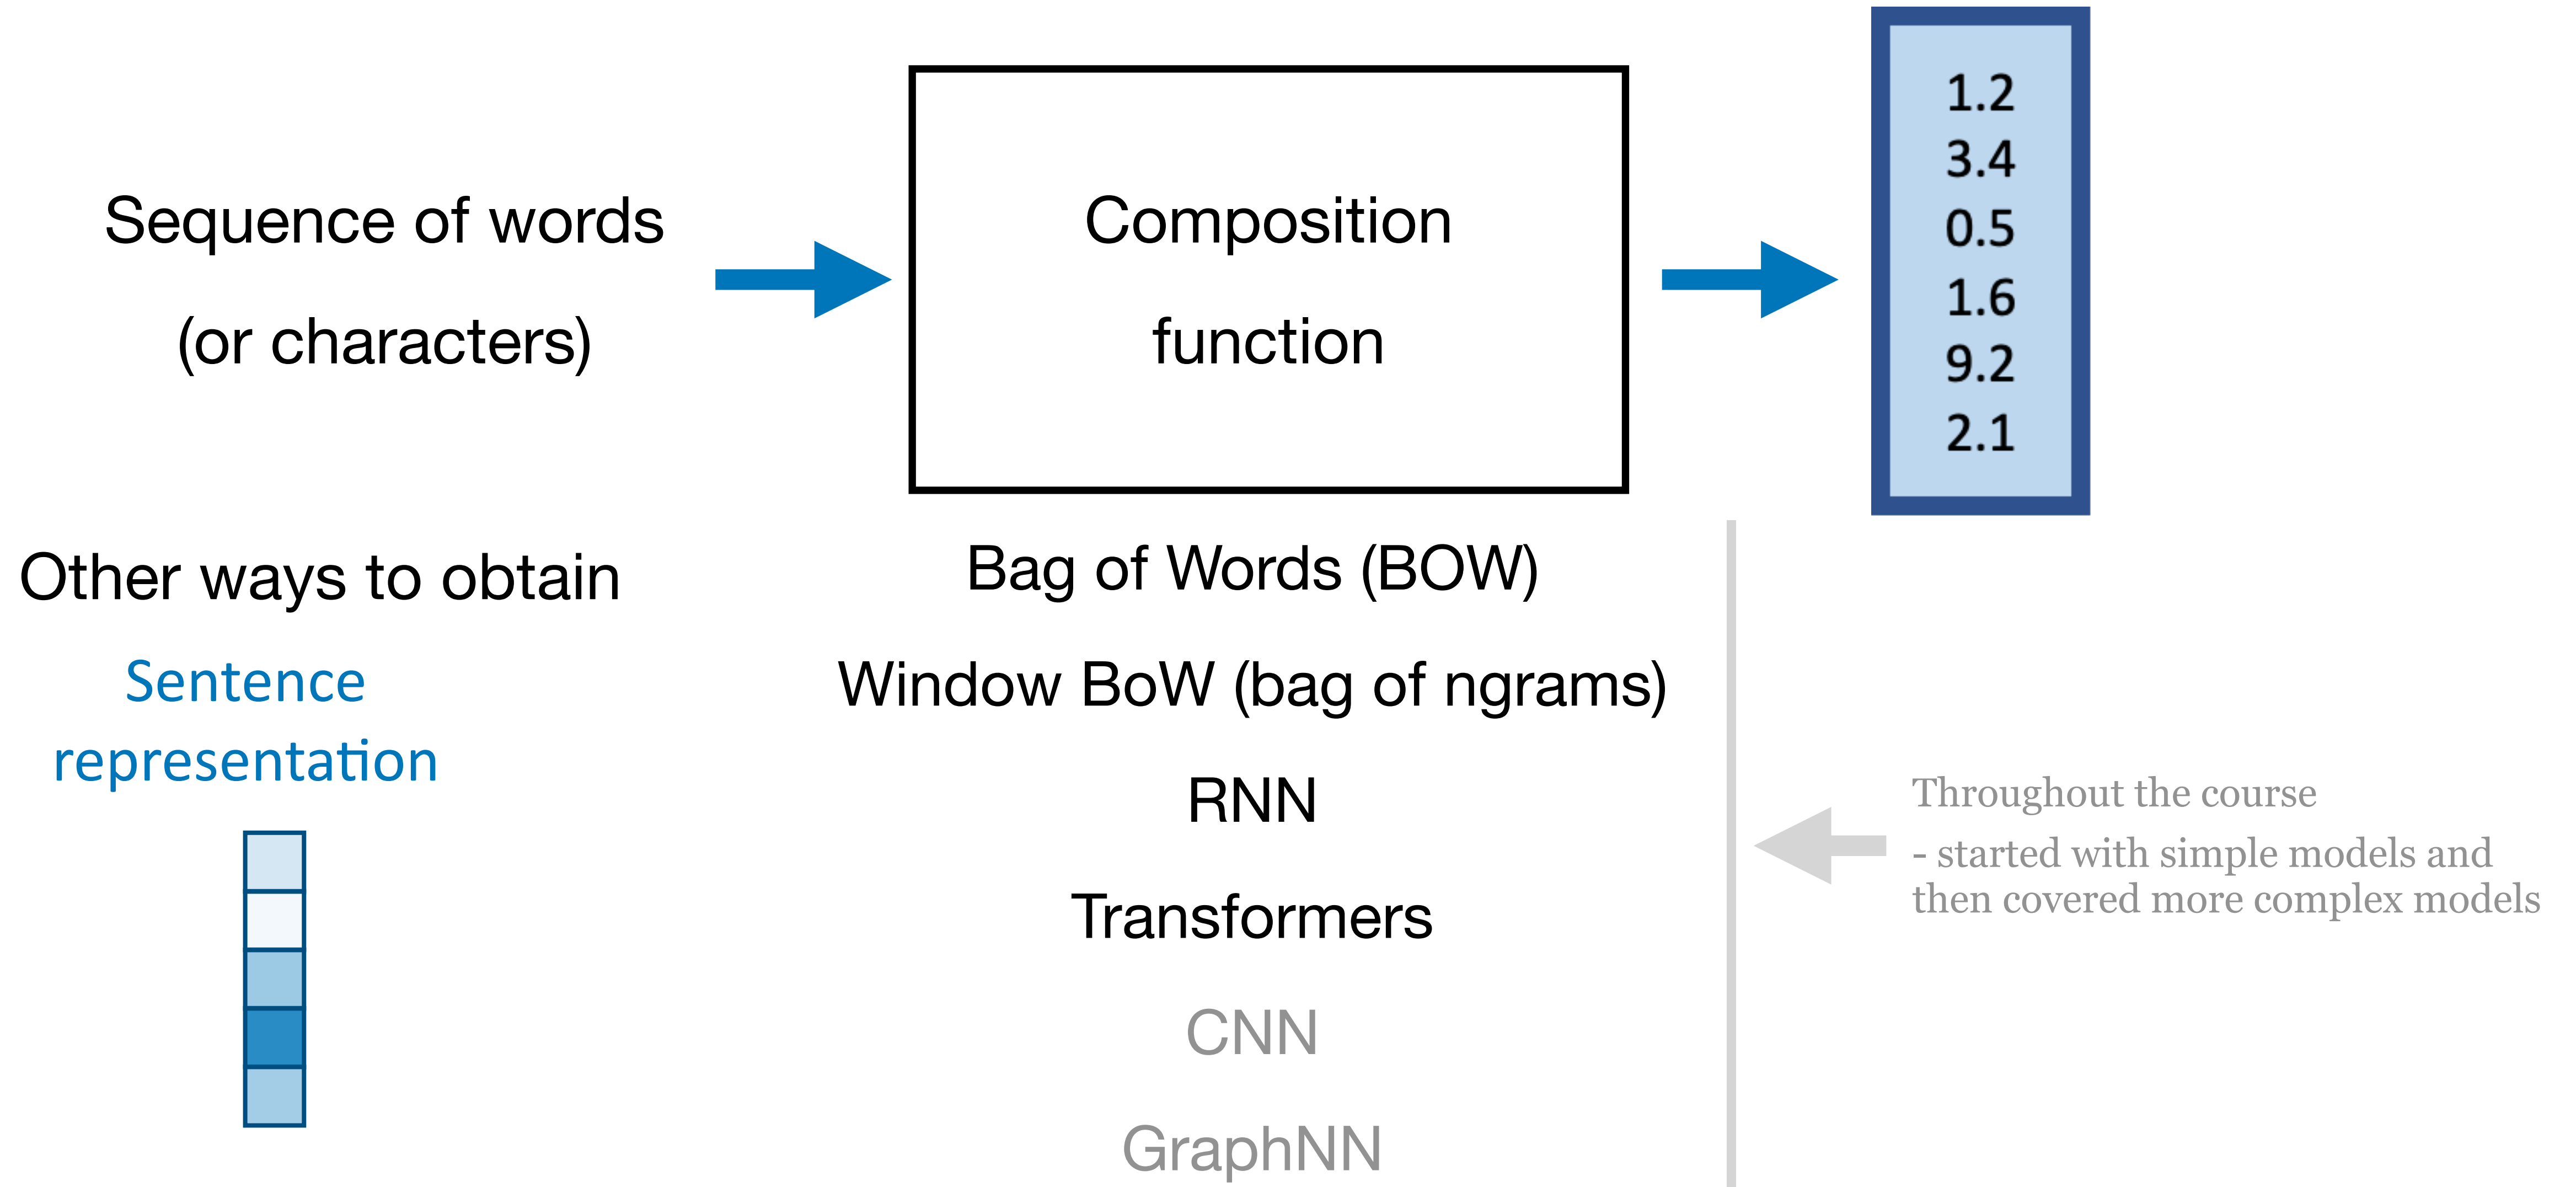 Sequence of words
(or characters)
Composition
function
1.2
3.4
0.5
1.6
9.2
2.1
Other ways to obtain
Sentence
representation
Bag of Words (BOW)
Window BoW (bag of ngrams)
RNN
Transformers
CNN
GraphNN
Throughout the course
- started with simple models and
then covered more complex models